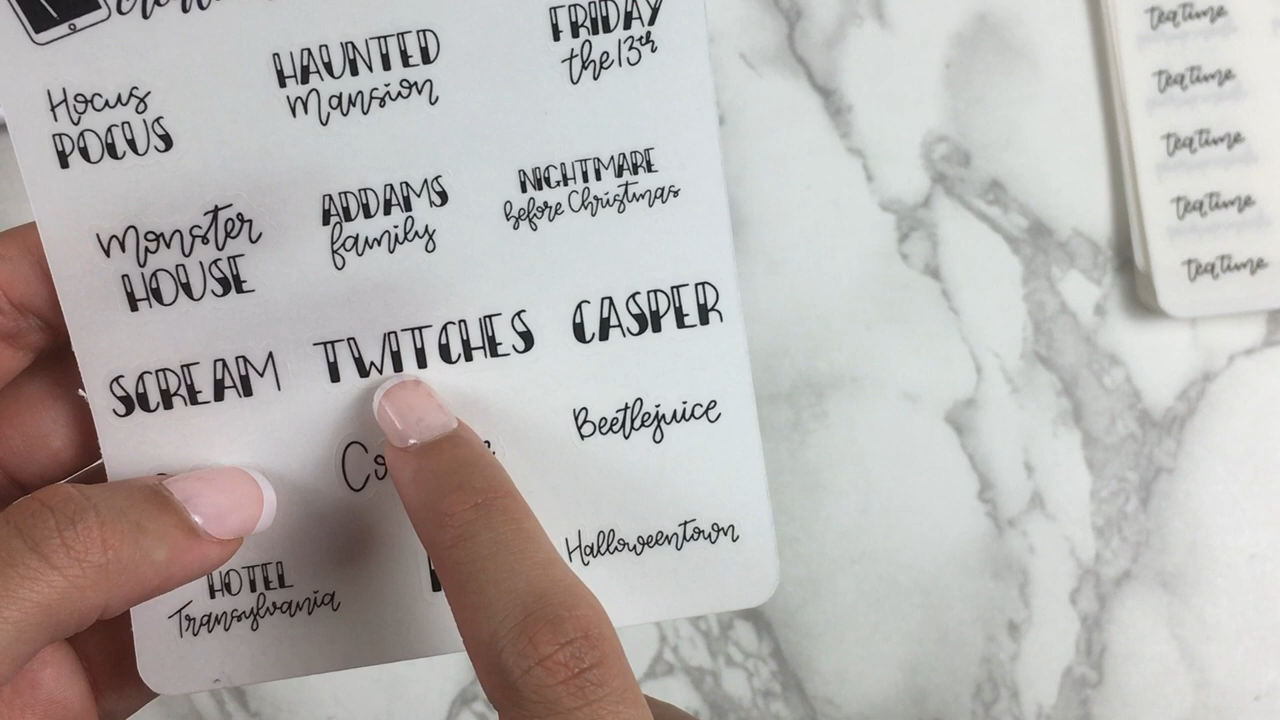 Hocus
POCUS
HAUNTED
Mansion
FRIDAY
the 13th
Monster
HOUSE
ADDAMS
family
NIGHTMARE
before Christmas
SCREAM
TWITCHES
CASPER
Beetlejuice
HOTEL
Transylvania
Halloweentown
teatime
teatime
teatime
teatime
teatime